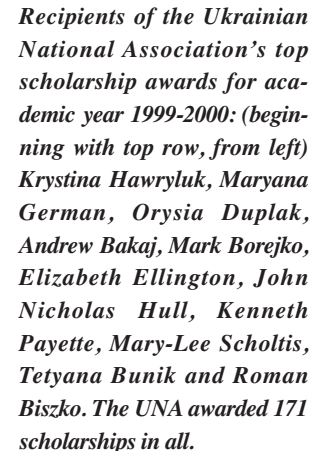 Recipients of the Ukrainian
National Association's top
scholarship awards for aca-
demic year 1999-2000: (begin-
ning with top row, from left)
Krystina Hawryluk, Maryana
German, Orysia Duplak,
Andrew Bakaj, Mark Borejko,
Elizabeth Ellington, John
Nicholas Hull, Kenneth
Payette, Mary-Lee Scholtis,
Tetyana Bunik and Roman
Biszko. The UNA awarded 171
scholarships in all.